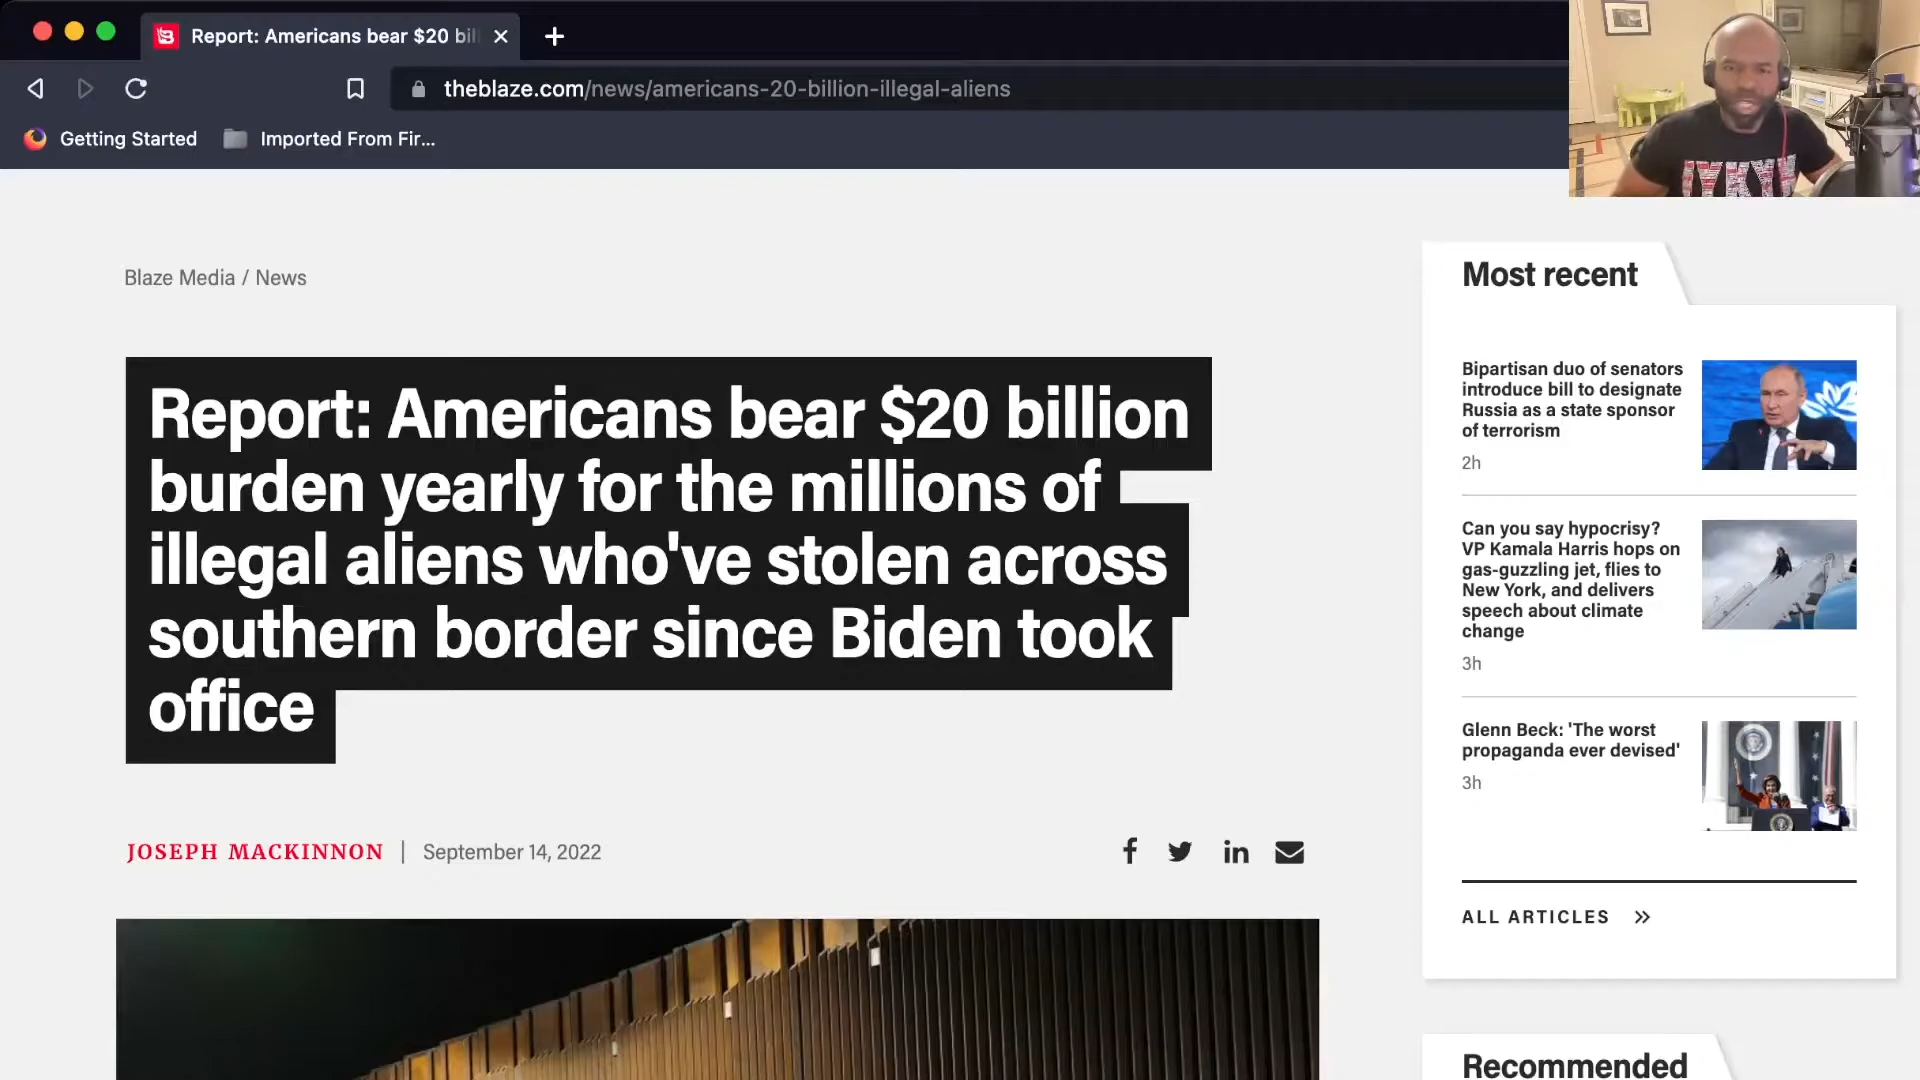 Report: Americans bear $20 bil
theblaze.com/news/americans-20-billion-illegal-aliens
Getting Started
Imported From Fir...
Blaze Media / News
Report: Americans bear $20 billion
burden yearly for the millions of
illegal aliens who've stolen across
southern border since Biden took
office
JOSEPH MACKINNON | September 14, 2022
Most recent
Bipartisan duo of senators
introduce bill to designate
Russia as a state sponsor
of terrorism
2h
Can you say hypocrisy?
VP Kamala Harris hops on
gas-guzzling jet, flies to
New York, and delivers
speech about climate
change
3h
Glenn Beck: 'The worst
propaganda ever devised'
3h
ALL ARTICLES
Recommended